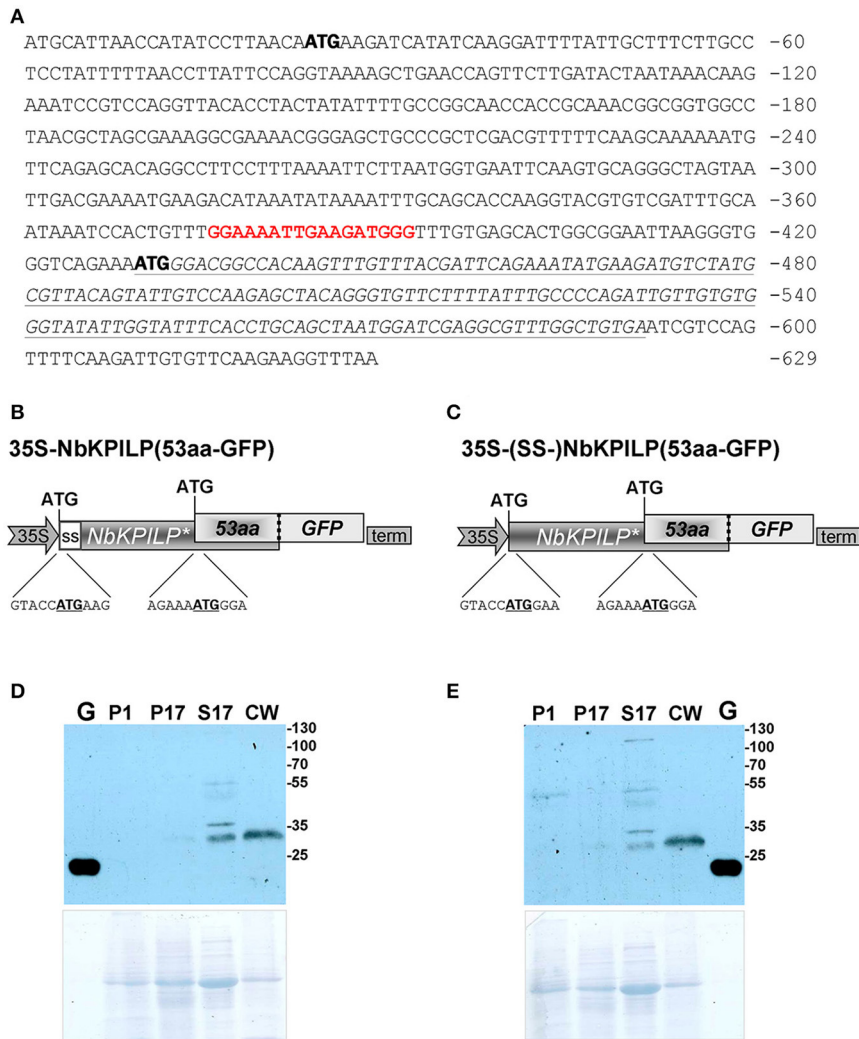 A
ATGCATTAACCATATCCTTAACAATGAAGATCATATCAAGGATTTTATTGCTTTCTTGCC -60
TCCTATTTTTAACCTTATTCCAGGTAAAAGCTGAACCAGTTCTTGATACTAATAAACAAG -120
AAATCCGTCCAGGTTACACCTACTATATTTTGCCGGCAACCACCGCAAACGGCGGTGGCC -180
TAACGCTAGCGAAAGGCGAAAACGGGAGCTGCCCGCTCGACGTTTTTCAAGCAAAAAATG -240
TTCAGAGCACAGGCCTTCCTTTAAAATTCTTAATGGTGAATTCAAGTGCAGGGCTAGTAA -300
TTGACGAAAATGAAGACATAAATATAAAATTTGCAGCACCAAGGTACGTGTCGATTTGCA -360
ATAAATCCACTGTTTGGAAAATTGAAGATGGGTTTGTGAGCACTGGCGGAATTAAGGGTG -420
GGTCAGAAAATGGGACGGCCACAAGTTTGTTTACGATTCAGAAATATGAAGATGTCTATG -480
CGTTACAGTATTGTCCAAGAGCTACAGGGTGTTCTTTTATTTGCCCCAGATTGTTGTGTG -540
GGTATATTGGTATTTCACCTGCAGCTAATGGATCGAGGCGTTTGGCTGTGAATCGTCCAG -600
TTTTCAAGATTGTGTTCAAGAAGGTTTAA -629
B
35S-NbKPILP(53aa-GFP)
ATG ATG
35S ss NbKPILP* 53aa GFP term
GTACCATGAAG AGAAAATGGGA
C
35S-(SS-)NbKPILP(53aa-GFP)
ATG ATG
35S NbKPILP* 53aa GFP term
GTACCATGGAA AGAAAATGGGA
D
G P1 P17 S17 CW
-130
-100
-70
-55
-35
-25
E
P1 P17 S17 CW G
-130
-100
-70
-55
-35
-25